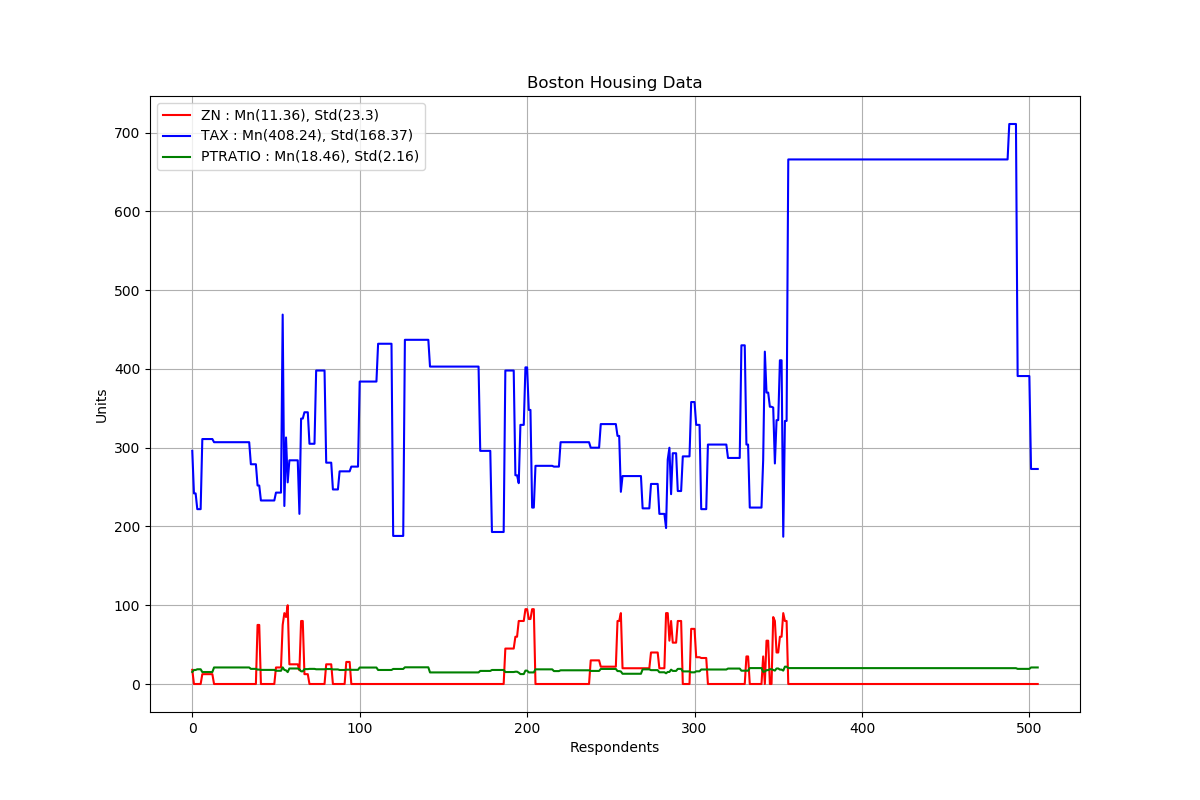 Boston Housing Data
ZN : Mn(11.36), Std(23.3)
TAX : Mn(408.24), Std(168.37)
PTRATIO : Mn(18.46), Std(2.16)
700
600
500
400
300
200
100
0
Units
0 100 200 300 400 500
Respondents